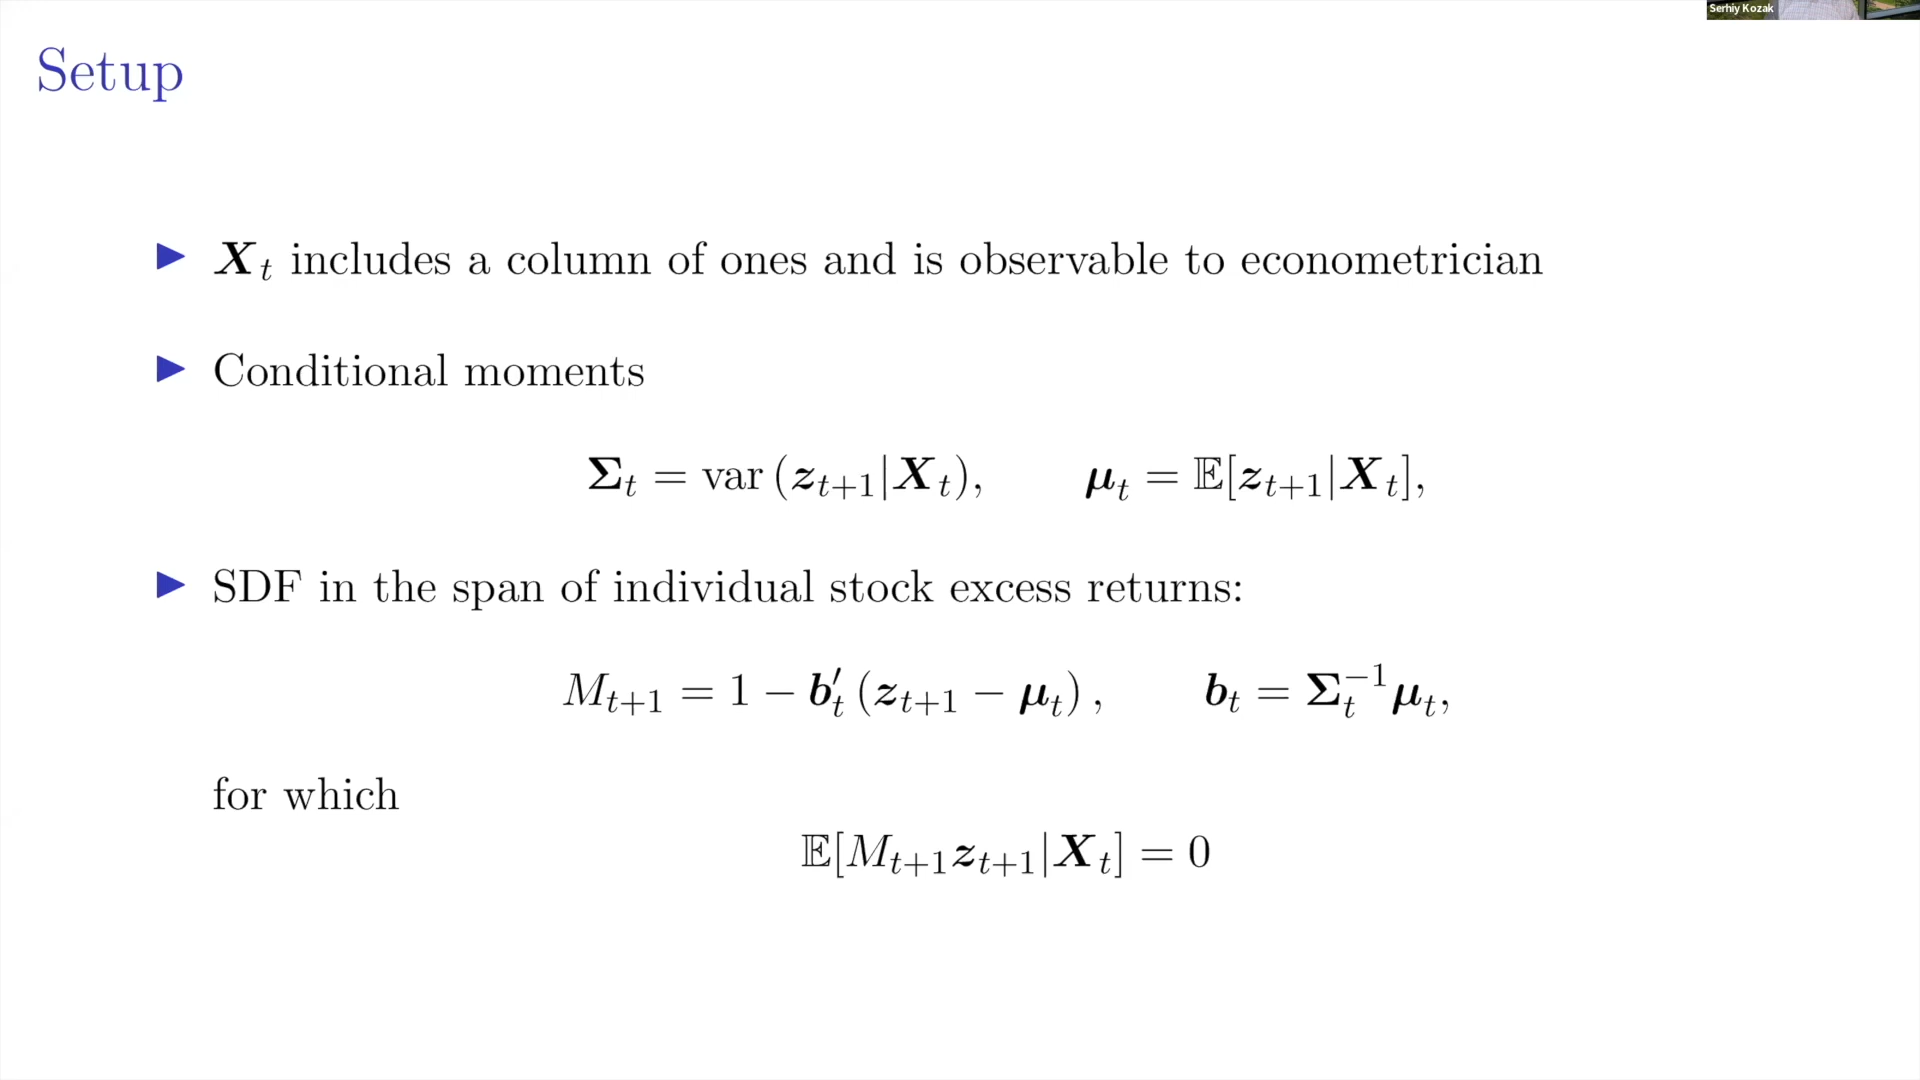 Serhiy Kozak
Setup
▶ X_t includes a column of ones and is observable to econometrician
▶ Conditional moments
Σ_t = var (z_{t+1}|X_t), μ_t = 𝔼[z_{t+1}|X_t],
▶ SDF in the span of individual stock excess returns:
M_{t+1} = 1 − b′_t (z_{t+1} − μ_t) , b_t = Σ_t^{−1} μ_t,
for which
𝔼[M_{t+1} z_{t+1}|X_t] = 0